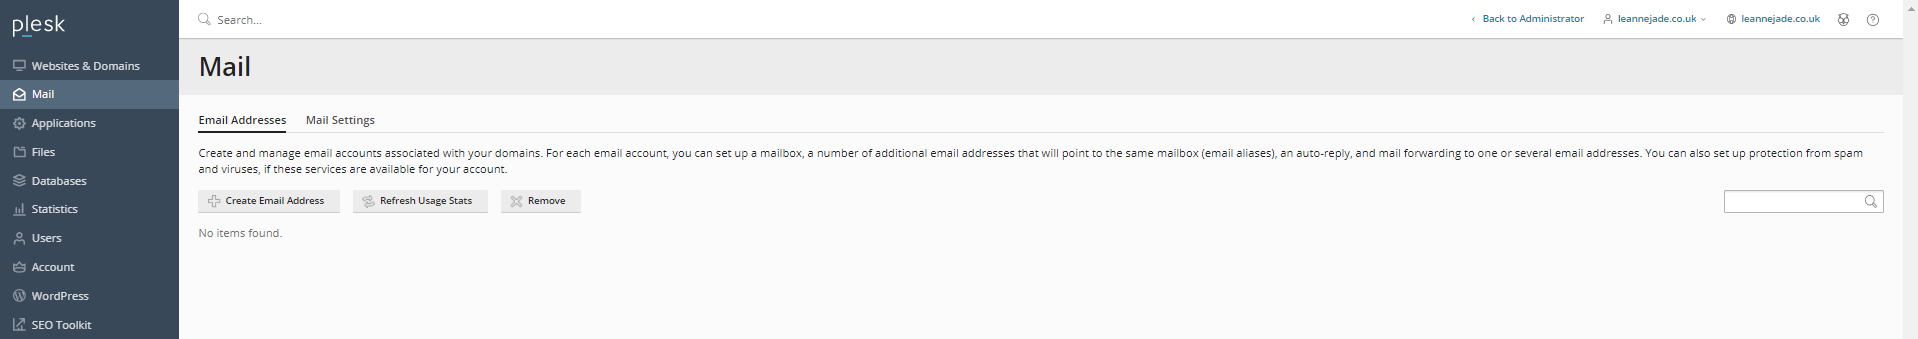 plesk
Search...
Back to Administrator
leannejade.co.uk
leannejade.co.uk
Websites & Domains
Mail
Applications
Files
Databases
Statistics
Users
Account
WordPress
SEO Toolkit
Mail
Email Addresses
Mail Settings
Create and manage email accounts associated with your domains. For each email account, you can set up a mailbox, a number of additional email addresses that will point to the same mailbox (email aliases), an auto-reply, and mail forwarding to one or several email addresses. You can also set up protection from spam
and viruses, if these services are available for your account.
Create Email Address
Refresh Usage Stats
Remove
No items found.